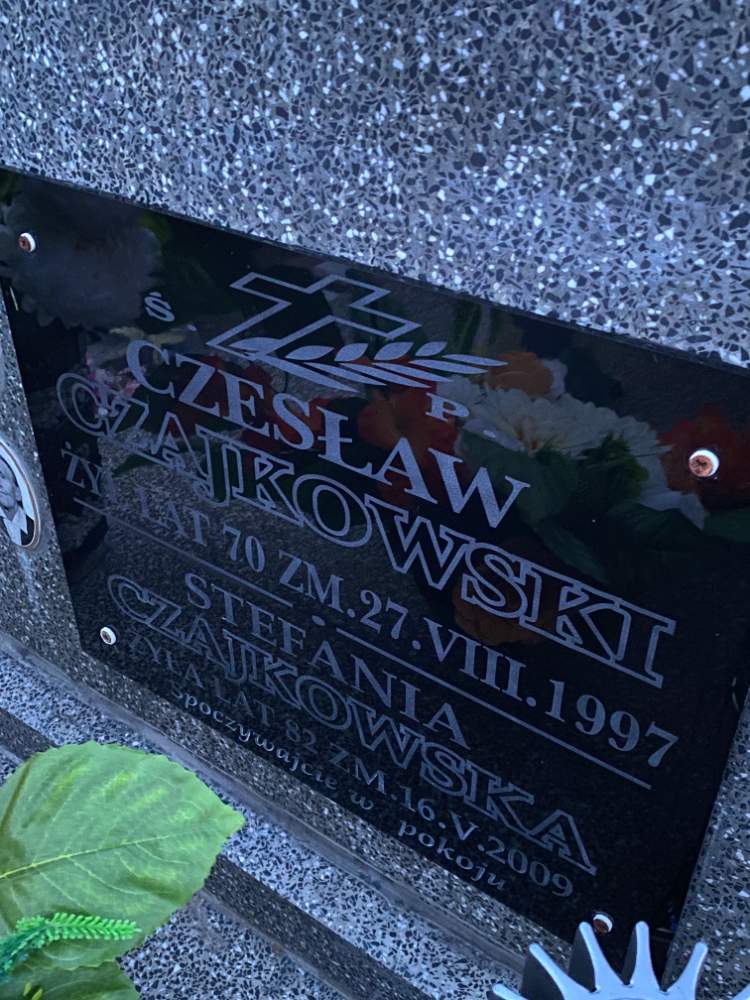 Ś P
CZESŁAW
CZAJKOWSKI
ŻYŁ LAT 70 ZM.27.VIII.1997
STEFANIA
CZAJKOWSKA
ŻYŁA LAT 82 ZM.16.V.2009
Spoczywajcie w pokoju